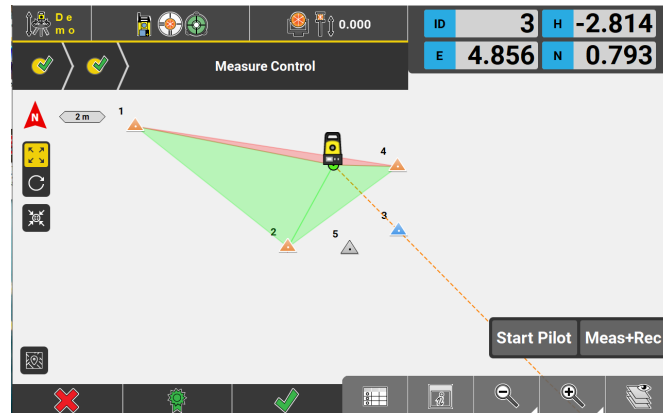 De
mo
0.000
ID 3 H -2.814
E 4.856 N 0.793
Measure Control
N
2 m
1
4
3
2
5
Start Pilot Meas+Rec